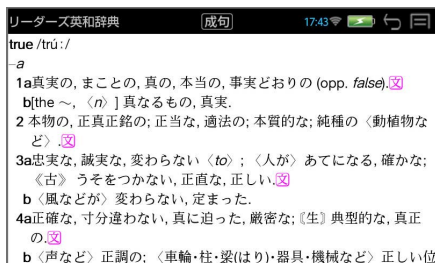 リーダーズ英和辞典 成句 17:43
true /trú:/
–a
1a真実の, まことの, 真の, 本当の, 事実どおりの (opp. false).文
b[the ～, 〈n〉] 真なるもの, 真実.
2 本物の, 正真正銘の; 正当な, 適法の; 本質的な; 純種の〈動植物な
ど〉.文
3a忠実な, 誠実な, 変わらない〈to〉; 〈人が〉あてになる, 確かな;
《古》 うそをつかない, 正直な, 正しい.文
b〈風などが〉変わらない, 定まった.
4a正確な, 寸分違わない, 真に迫った, 厳密な;〖生〗典型的な, 真正
の.文
b〈声など〉正調の; 〈車輪・柱・梁(はり)・器具・機械など〉正しい位